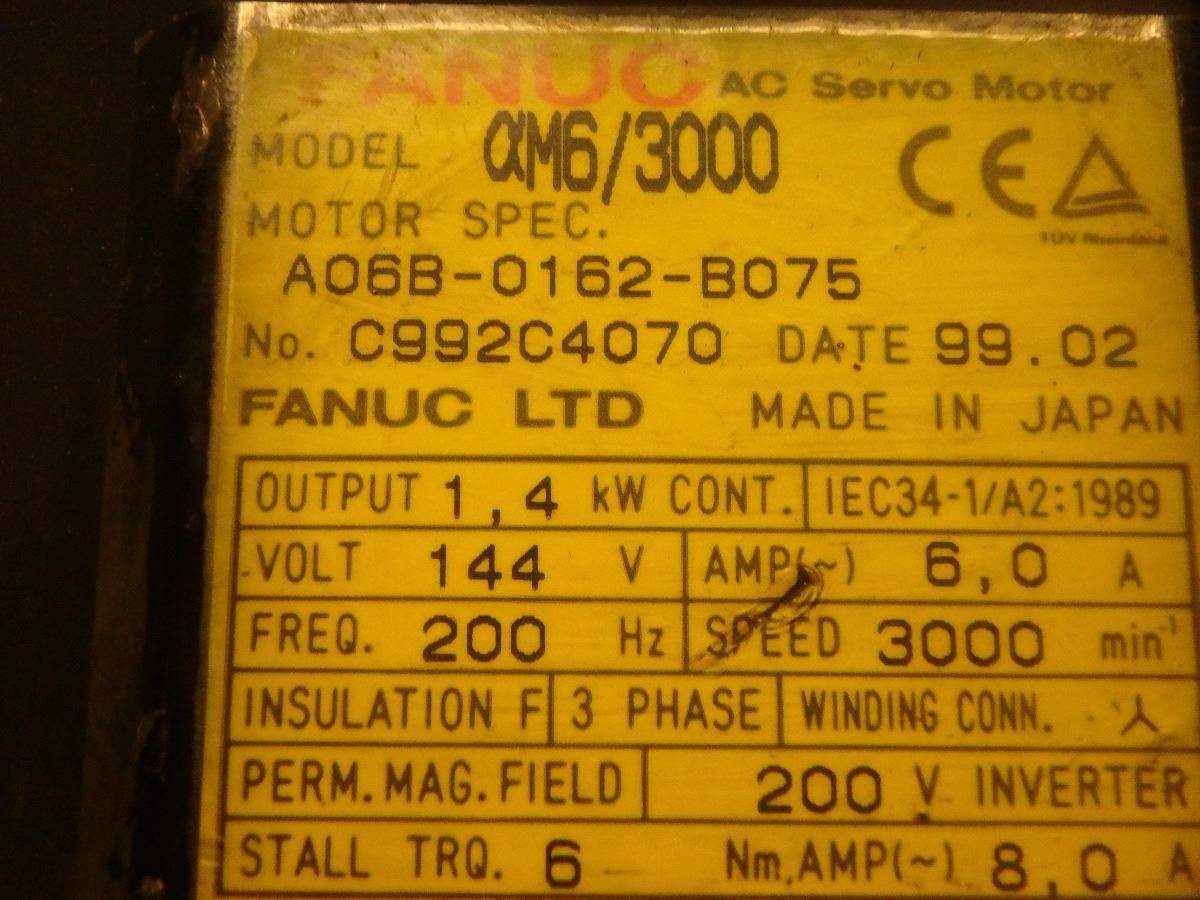 FANUC AC Servo Motor
MODEL αM6/3000
CE
TÜV Rheinland
MOTOR SPEC.
A06B-0162-B075
No. C992C4070 DATE 99.02
FANUC LTD MADE IN JAPAN
OUTPUT 1,4 kW CONT. IEC34-1/A2:1989
VOLT 144 V AMP(~) 6,0 A
FREQ. 200 Hz SPEED 3000 min⁻¹
INSULATION F 3 PHASE WINDING CONN.
PERM.MAG.FIELD 200 V INVERTER
STALL TRQ. 6 Nm,AMP(~) 8,0 A